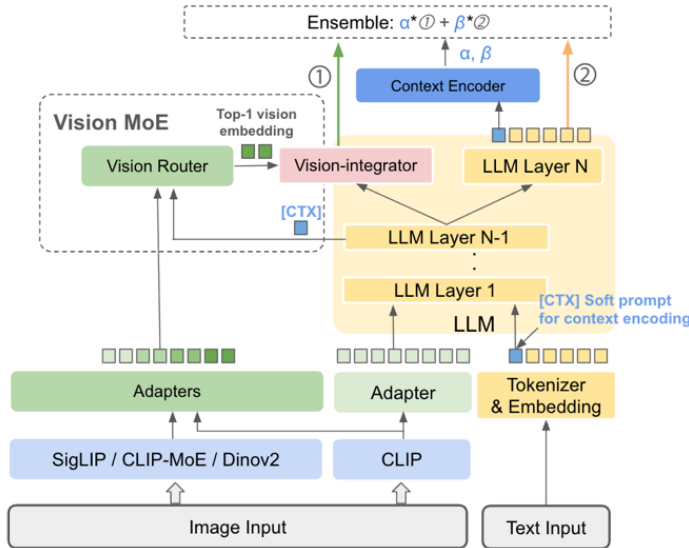 Ensemble: α*① + β*②
α, β
①
②
Context Encoder
Vision MoE
Top-1 vision
embedding
Vision Router
Vision-integrator
LLM Layer N
[CTX]
LLM Layer N-1
LLM Layer 1
LLM
[CTX] Soft prompt
for context encoding
Adapters
Adapter
Tokenizer
& Embedding
SigLIP / CLIP-MoE / Dinov2
CLIP
Image Input
Text Input